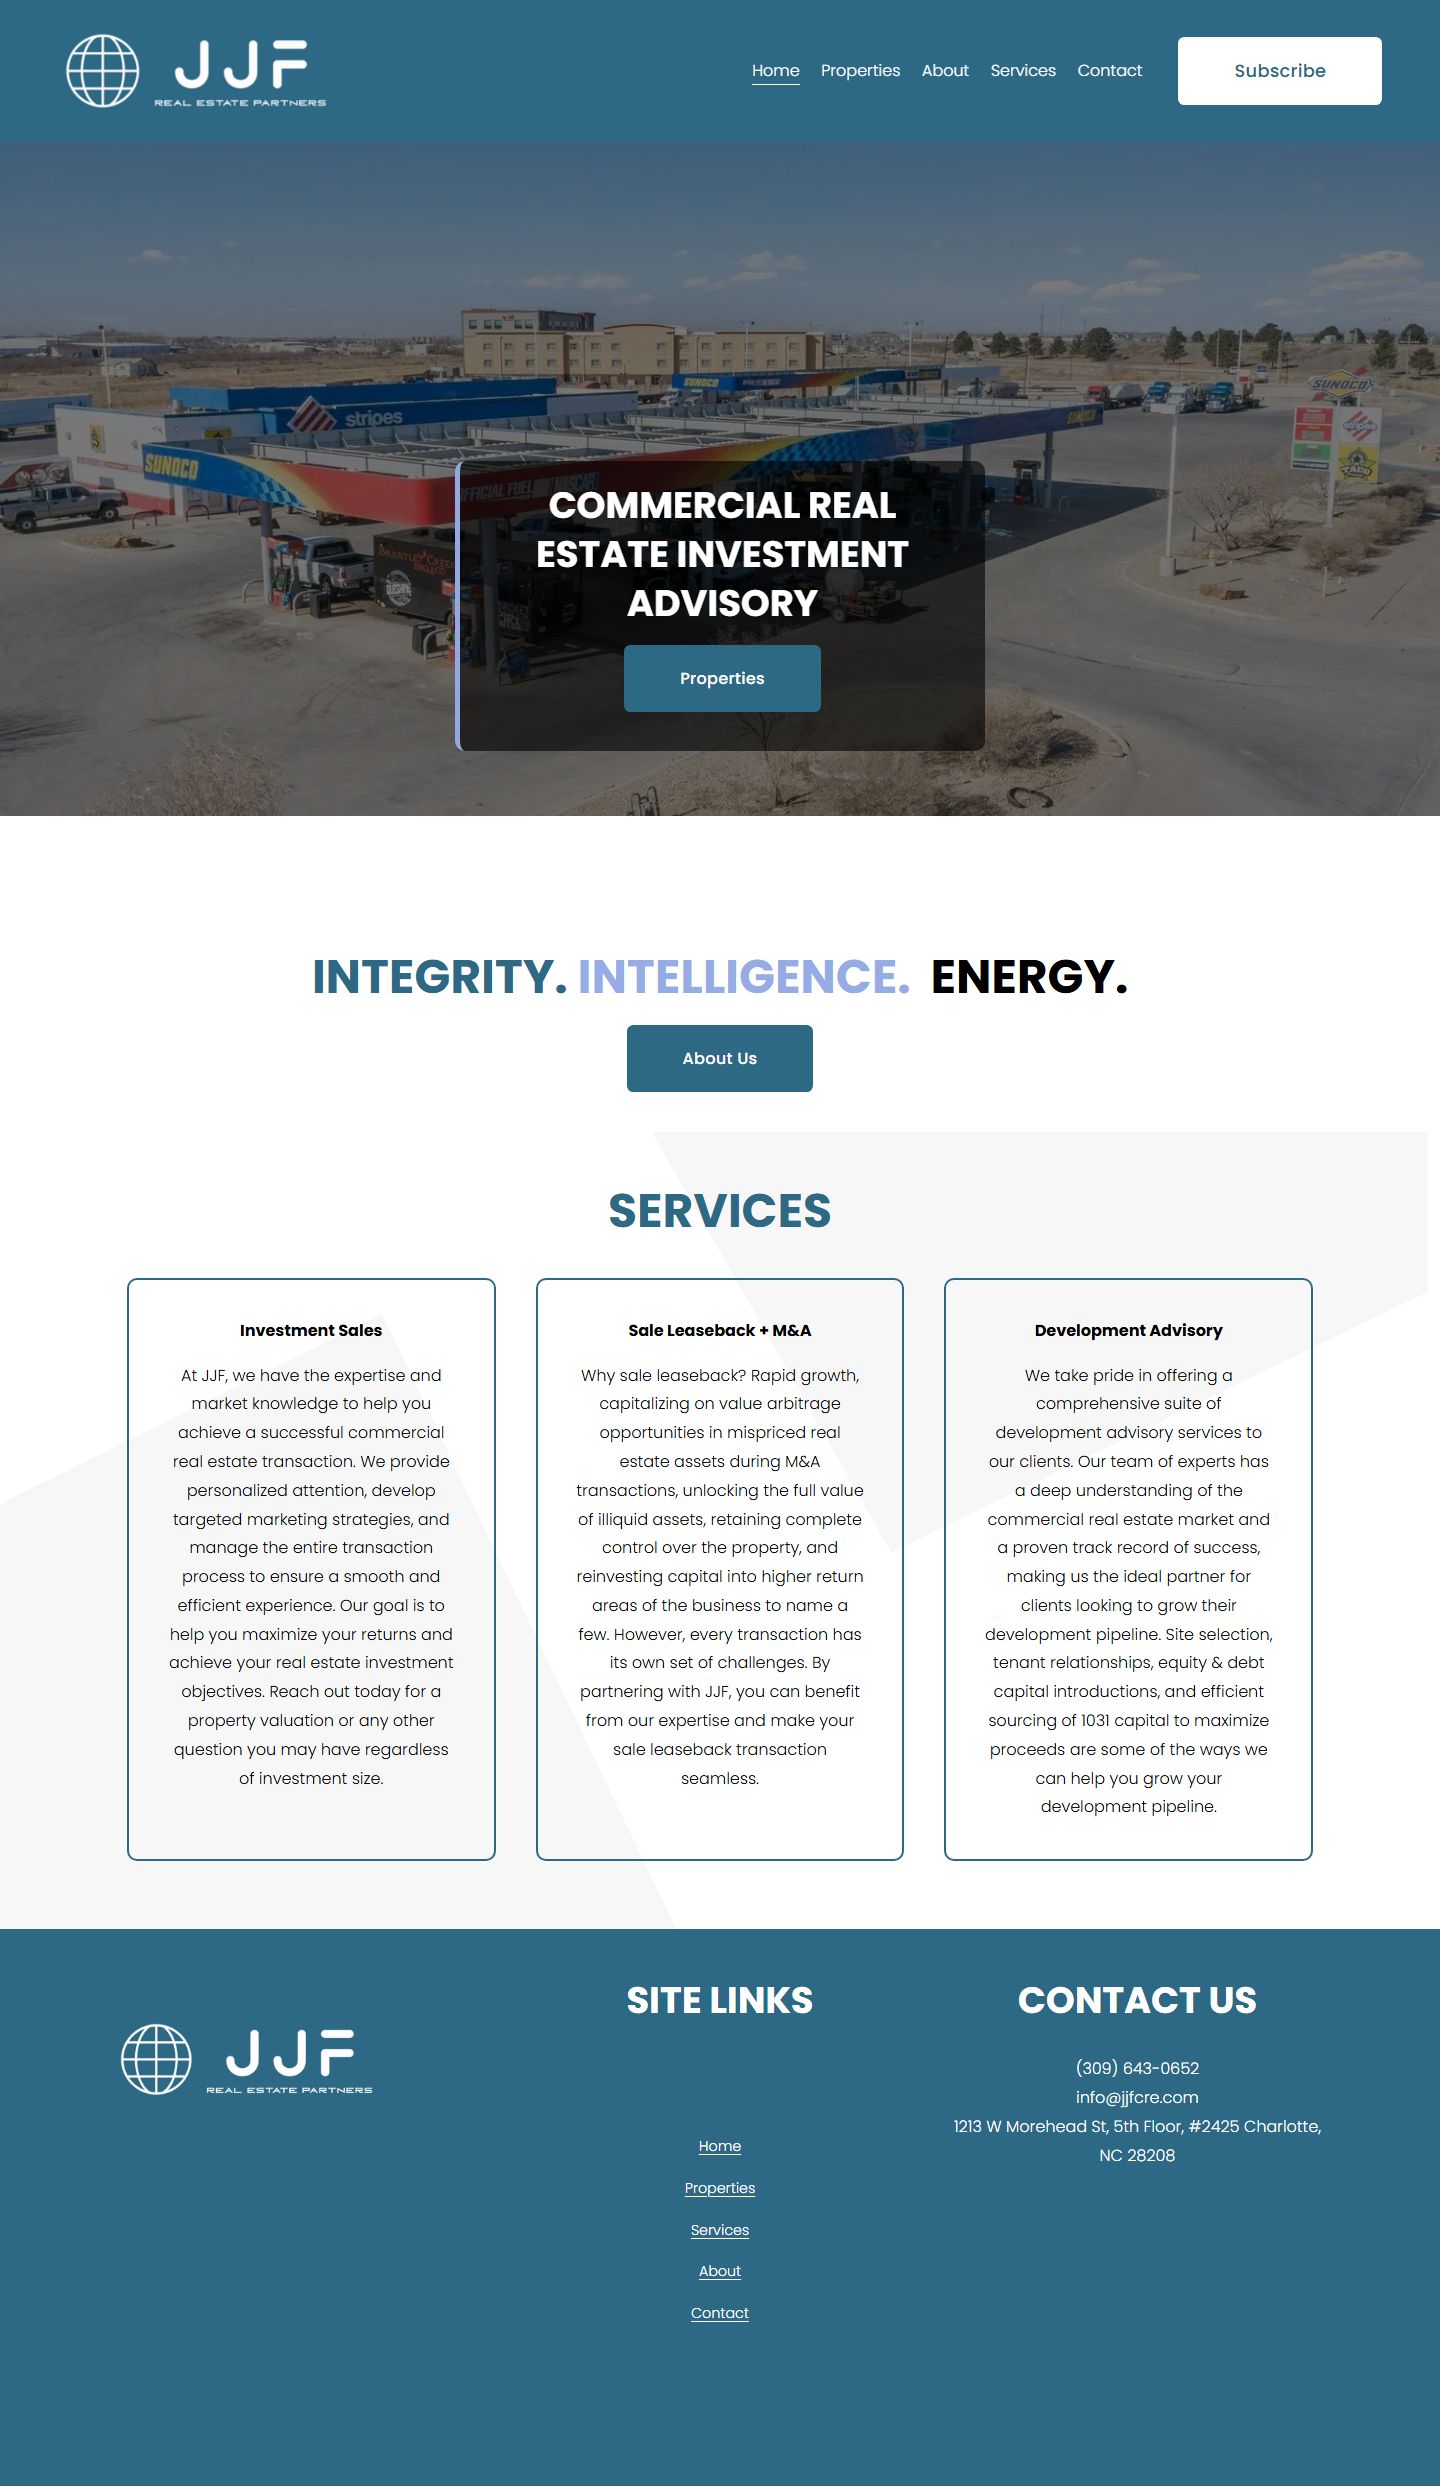 JJF
REAL ESTATE PARTNERS
Home Properties About Services Contact Subscribe
stripes
SUNOCO
SUNOCO
SUNOCO
SUNOCO
stripes
TACO
OFFICIAL FUEL NASCAR
BRANTLEY CREEK
COMMERCIAL REAL
ESTATE INVESTMENT
ADVISORY
Properties
INTEGRITY. INTELLIGENCE. ENERGY.
About Us
SERVICES
Investment Sales
At JJF, we have the expertise and
market knowledge to help you
achieve a successful commercial
real estate transaction. We provide
personalized attention, develop
targeted marketing strategies, and
manage the entire transaction
process to ensure a smooth and
efficient experience. Our goal is to
help you maximize your returns and
achieve your real estate investment
objectives. Reach out today for a
property valuation or any other
question you may have regardless
of investment size.
Sale Leaseback + M&A
Why sale leaseback? Rapid growth,
capitalizing on value arbitrage
opportunities in mispriced real
estate assets during M&A
transactions, unlocking the full value
of illiquid assets, retaining complete
control over the property, and
reinvesting capital into higher return
areas of the business to name a
few. However, every transaction has
its own set of challenges. By
partnering with JJF, you can benefit
from our expertise and make your
sale leaseback transaction
seamless.
Development Advisory
We take pride in offering a
comprehensive suite of
development advisory services to
our clients. Our team of experts has
a deep understanding of the
commercial real estate market and
a proven track record of success,
making us the ideal partner for
clients looking to grow their
development pipeline. Site selection,
tenant relationships, equity & debt
capital introductions, and efficient
sourcing of 1031 capital to maximize
proceeds are some of the ways we
can help you grow your
development pipeline.
JJF
REAL ESTATE PARTNERS
SITE LINKS
Home
Properties
Services
About
Contact
CONTACT US
(309) 643-0652
info@jjfcre.com
1213 W Morehead St, 5th Floor, #2425 Charlotte,
NC 28208